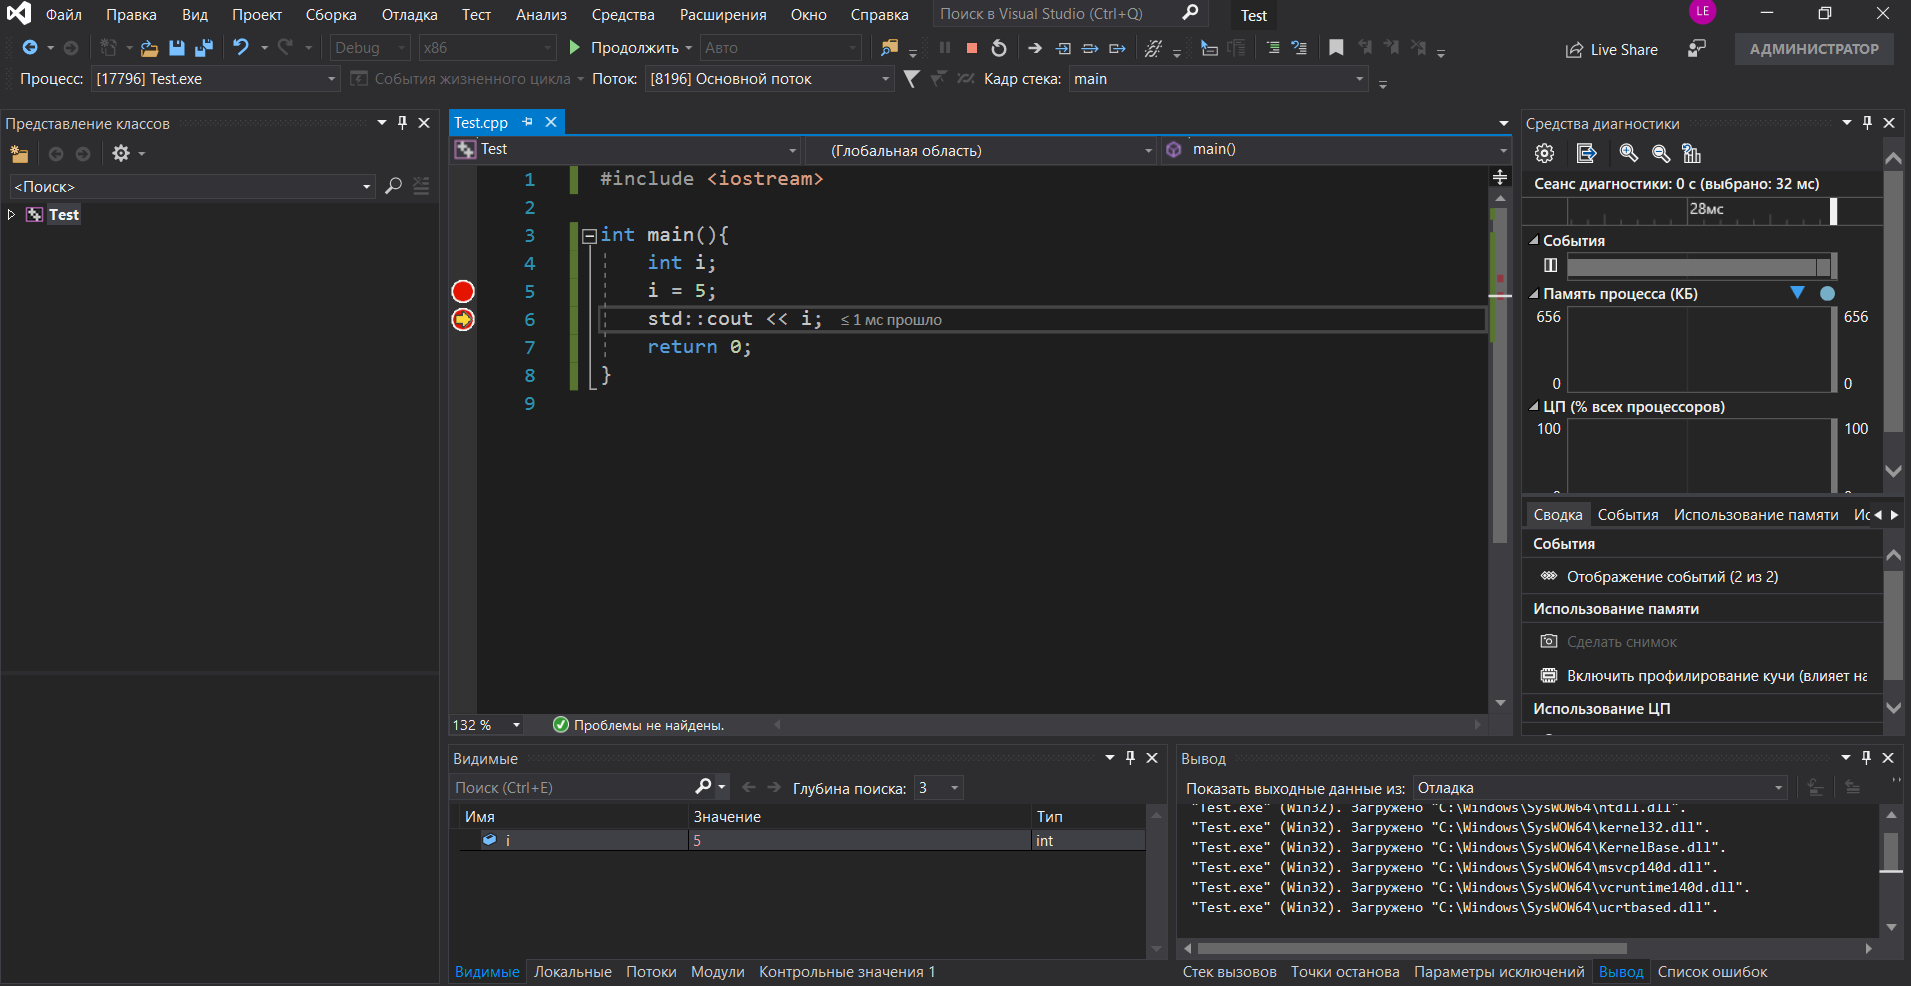 Файл Правка Вид Проект Сборка Отладка Тест Анализ Средства Расширения Окно Справка Поиск в Visual Studio (Ctrl+Q) Test LE
Debug x86 Продолжить Авто Live Share АДМИНИСТРАТОР
Процесс: [17796] Test.exe События жизненного цикла Поток: [8196] Основной поток Кадр стека: main
Представление классов
<Поиск>
Test
Test.cpp
Test (Глобальная область) main()
1 #include <iostream>
2
3 int main(){
4 int i;
5 i = 5;
6 std::cout << i; ≤ 1 мс прошло
7 return 0;
8 }
9
132 % Проблемы не найдены.
Средства диагностики
Сеанс диагностики: 0 с (выбрано: 32 мс)
28мс
События
Память процесса (КБ)
656 656
0 0
ЦП (% всех процессоров)
100 100
Сводка События Использование памяти Ис
События
Отображение событий (2 из 2)
Использование памяти
Сделать снимок
Включить профилирование кучи (влияет на
Использование ЦП
Видимые
Поиск (Ctrl+E) Глубина поиска: 3
Имя Значение Тип
i 5 int
Видимые Локальные Потоки Модули Контрольные значения 1
Вывод
Показать выходные данные из: Отладка
"Test.exe" (Win32). Загружено "C:\Windows\SysWOW64\ntdll.dll".
"Test.exe" (Win32). Загружено "C:\Windows\SysWOW64\kernel32.dll".
"Test.exe" (Win32). Загружено "C:\Windows\SysWOW64\KernelBase.dll".
"Test.exe" (Win32). Загружено "C:\Windows\SysWOW64\msvcp140d.dll".
"Test.exe" (Win32). Загружено "C:\Windows\SysWOW64\vcruntime140d.dll".
"Test.exe" (Win32). Загружено "C:\Windows\SysWOW64\ucrtbased.dll".
Стек вызовов Точки останова Параметры исключений Вывод Список ошибок